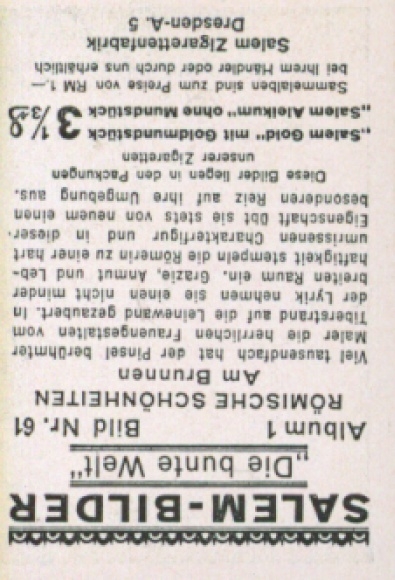 SALEM-BILDER
„Die bunte Welt"
Album 1 Bild Nr. 61
RÖMISCHE SCHÖNHEITEN
Am Brunnen
Viel tausendfach hat der Pinsel berühmter
Maler die herrlichen Frauengestalten vom
Tiberstrand auf die Leinewand gezaubert. In
der Lyrik nehmen sie einen nicht minder
breiten Raum ein. Grazie, Anmut und Leb-
haftigkeit stempeln die Römerin zu einer hart
umrissenen Charakterfigur und in dieser
Eigenschaft übt sie stets von neuem einen
besonderen Reiz auf ihre Umgebung aus.
Diese Bilder liegen in den Packungen
unserer Zigaretten
„Salem Gold" mit Goldmundstück
„Salem Aleikum" ohne Mundstück 3⅓ ₰
Sammelalben sind zum Preise von RM 1.—
bei Ihrem Händler oder durch uns erhältlich
Salem Zigarettenfabrik
Dresden-A. 5